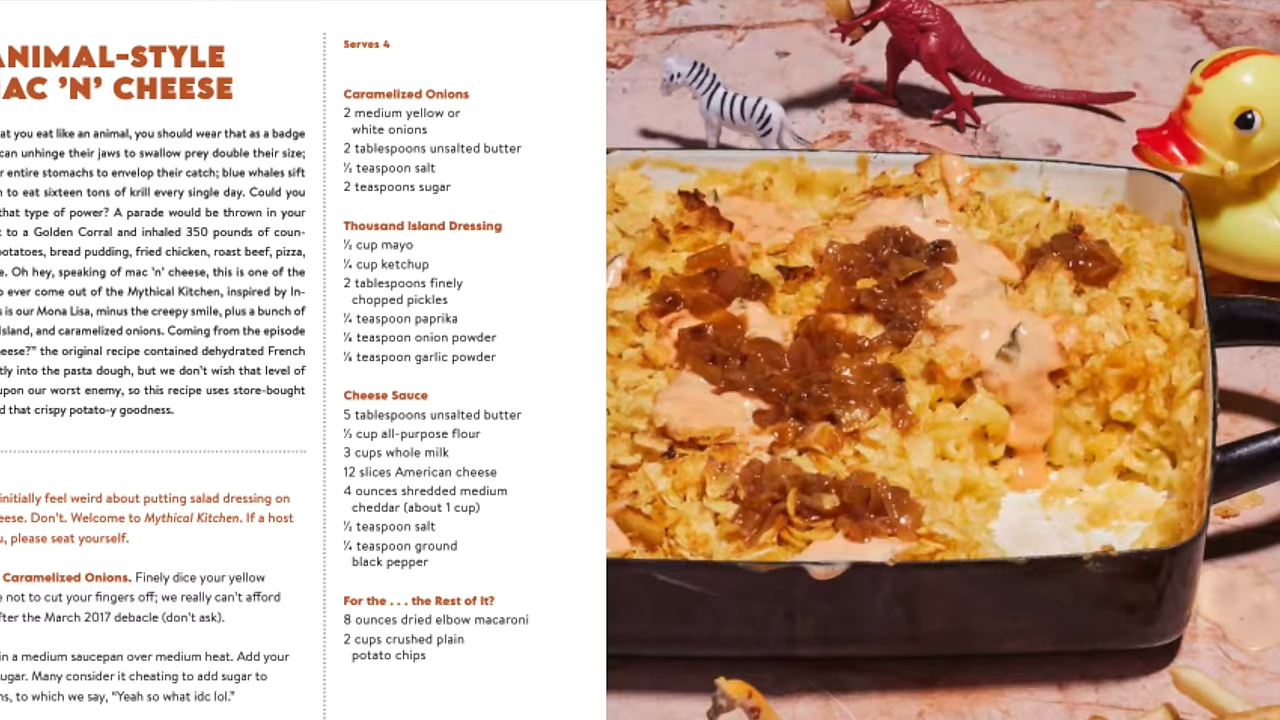 ANIMAL-STYLE
MAC ’N’ CHEESE
at you eat like an animal, you should wear that as a badge
can unhinge their jaws to swallow prey double their size;
r entire stomachs to envelop their catch; blue whales sift
n to eat sixteen tons of krill every single day. Could you
that type of power? A parade would be thrown in your
t to a Golden Corral and inhaled 350 pounds of coun-
potatoes, bread pudding, fried chicken, roast beef, pizza,
e. Oh hey, speaking of mac ’n’ cheese, this is one of the
o ever come out of the Mythical Kitchen, inspired by In-
s is our Mona Lisa, minus the creepy smile, plus a bunch of
Island, and caramelized onions. Coming from the episode
heese?” the original recipe contained dehydrated French
tly into the pasta dough, but we don’t wish that level of
upon our worst enemy, so this recipe uses store-bought
d that crispy potato-y goodness.
initially feel weird about putting salad dressing on
eese. Don’t. Welcome to Mythical Kitchen. If a host
u, please seat yourself.
Caramelized Onions. Finely dice your yellow
e not to cut your fingers off; we really can’t afford
fter the March 2017 debacle (don’t ask).
in a medium saucepan over medium heat. Add your
ugar. Many consider it cheating to add sugar to
ns, to which we say, “Yeah so what idc lol.”
Serves 4
Caramelized Onions
2 medium yellow or
white onions
2 tablespoons unsalted butter
½ teaspoon salt
2 teaspoons sugar
Thousand Island Dressing
½ cup mayo
¼ cup ketchup
2 tablespoons finely
chopped pickles
¼ teaspoon paprika
⅛ teaspoon onion powder
⅛ teaspoon garlic powder
Cheese Sauce
5 tablespoons unsalted butter
⅓ cup all-purpose flour
3 cups whole milk
12 slices American cheese
4 ounces shredded medium
cheddar (about 1 cup)
½ teaspoon salt
¼ teaspoon ground
black pepper
For the . . . the Rest of It?
8 ounces dried elbow macaroni
2 cups crushed plain
potato chips